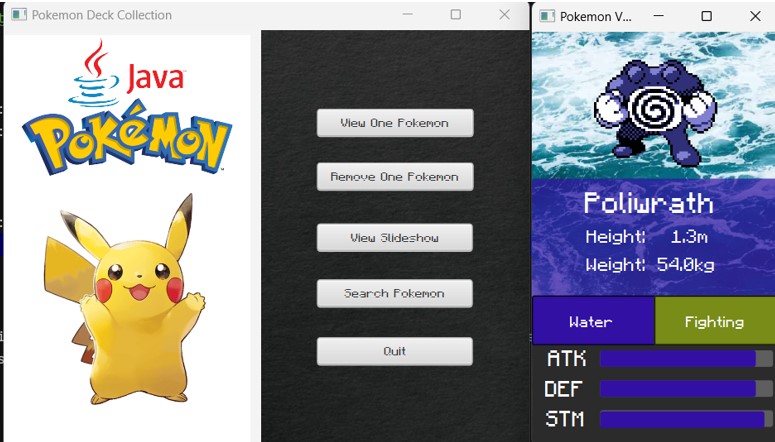 Pokemon Deck Collection
Java
POKéMON
View One Pokemon
Remove One Pokemon
View Slideshow
Search Pokemon
Quit
Pokemon V...
Poliwrath
Height: 1.3m
Weight: 54.0kg
Water
Fighting
ATK
DEF
STM